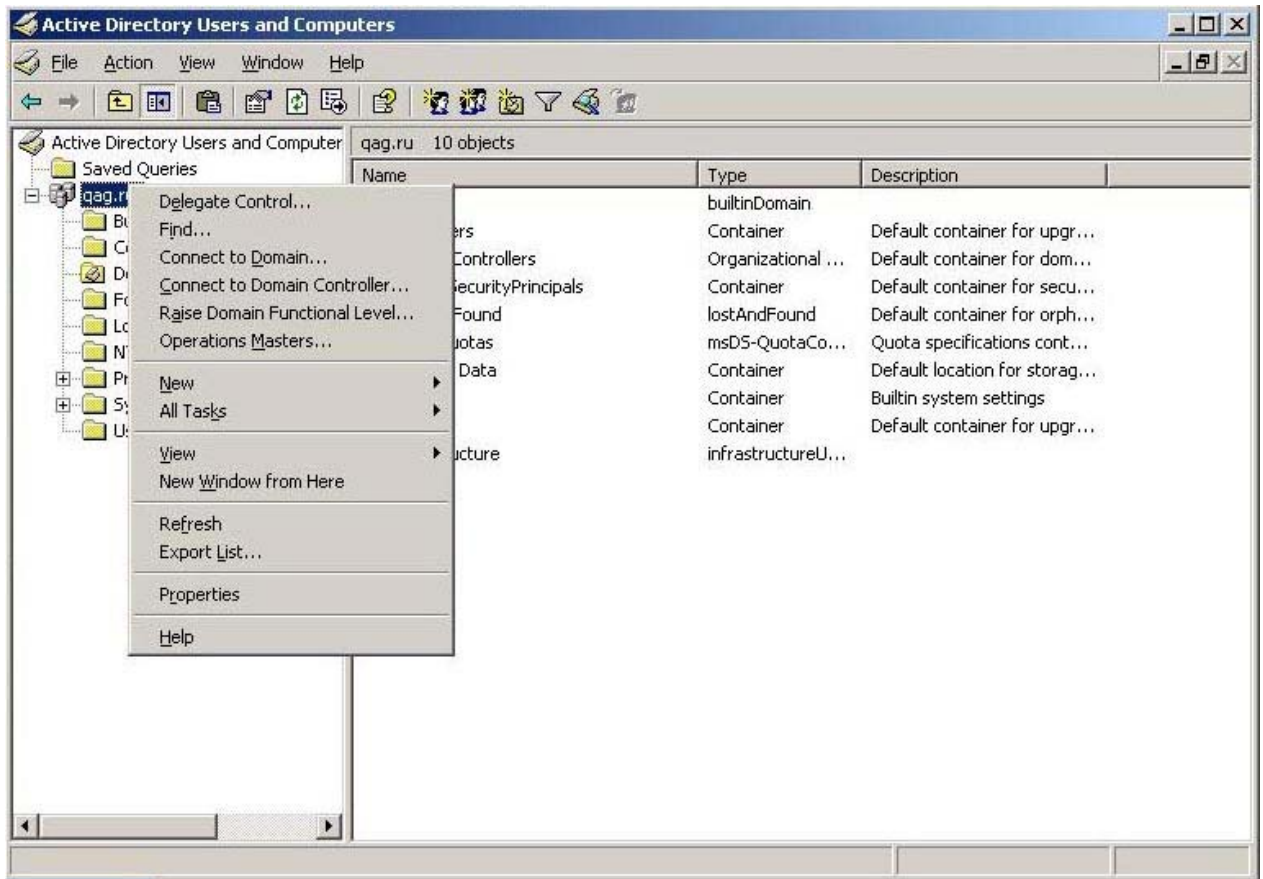 Active Directory Users and Computers
File Action View Window Help
Active Directory Users and Computer
qag.ru 10 objects
Saved Queries
Name Type Description
builtinDomain
Container Default container for upgr...
Controllers Organizational ... Default container for dom...
SecurityPrincipals Container Default container for secu...
Found lostAndFound Default container for orph...
msDS-QuotaCo... Quota specifications cont...
Data Container Default location for storag...
Container Builtin system settings
Container Default container for upgr...
infrastructureU...
Delegate Control...
Find...
Connect to Domain...
Connect to Domain Controller...
Raise Domain Functional Level...
Operations Masters...
New
All Tasks
View
New Window from Here
Refresh
Export List...
Properties
Help